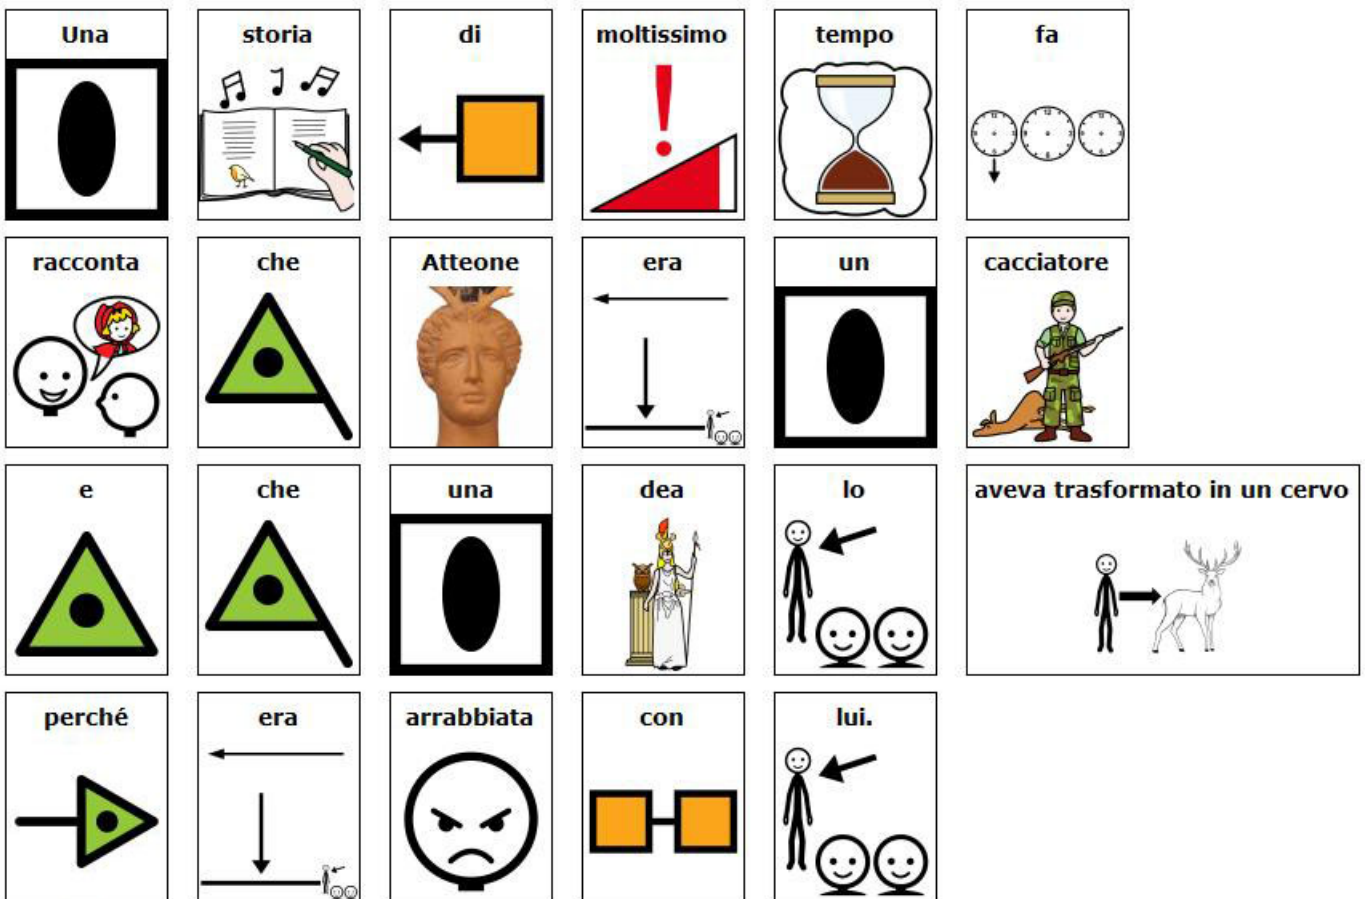 Una storia di moltissimo tempo fa
racconta che Atteone era un cacciatore
e che una dea lo aveva trasformato in un cervo
perché era arrabbiata con lui.